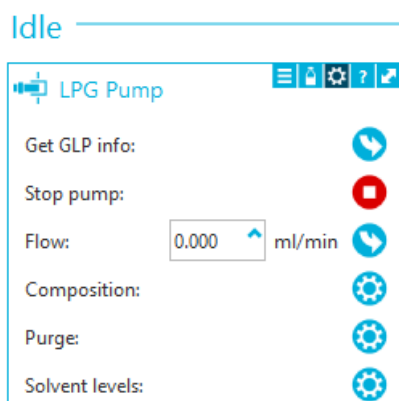 Idle
LPG Pump
?
Get GLP info:
Stop pump:
Flow: 0.000 ml/min
Composition:
Purge:
Solvent levels: